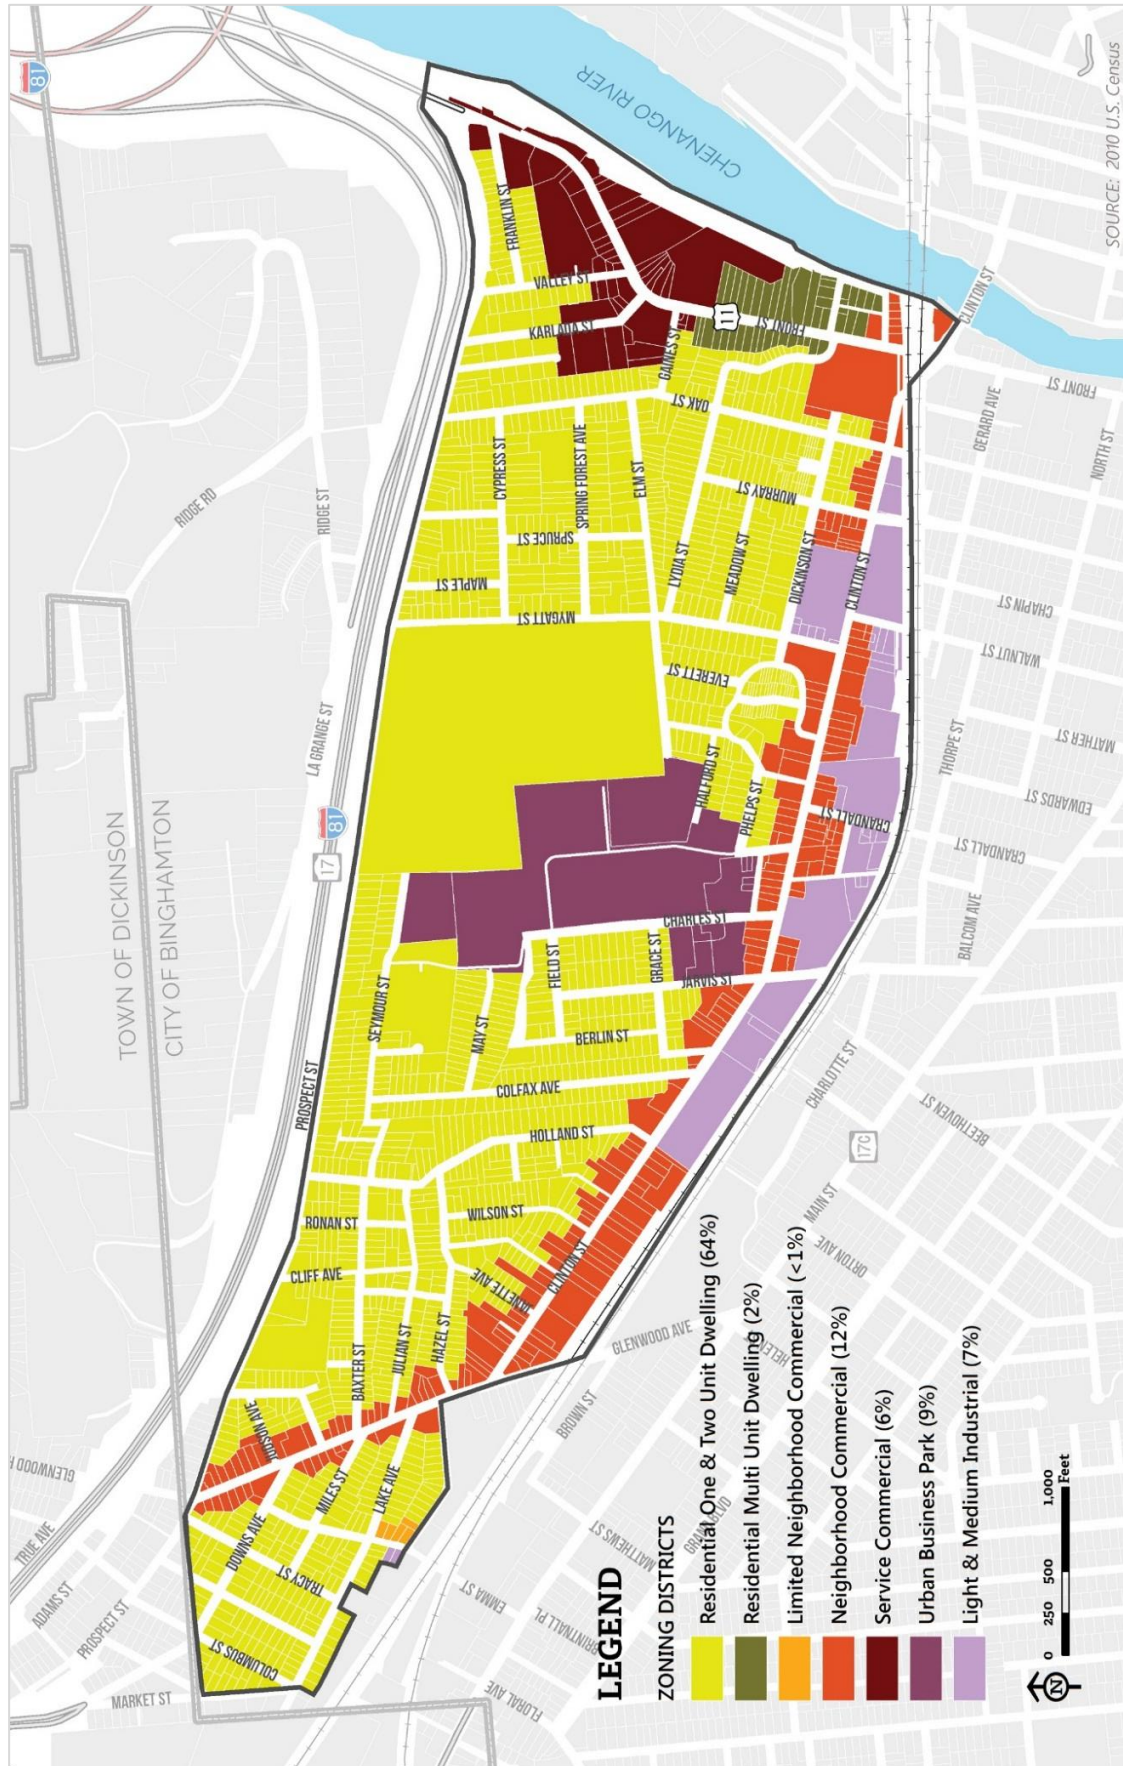 81
TOWN OF DICKINSON
CITY OF BINGHAMTON
MARKET ST
ADAMS ST
TRUE AVE
PROSPECT ST
RIDGE RD
RIDGE ST
LA GRANGE ST
17
81
PROSPECT ST
COLUMBUS ST
DOWNS AVE
TRACY ST
MILES ST
LAKE AVE
JUDSON AVE
BAXTER ST
JULIAN ST
HAZEL ST
CLIFF AVE
RONAN ST
WILSON ST
HOLLAND ST
COLFAX AVE
SEYMOUR ST
MAY ST
BERLIN ST
FIELD ST
GRACE ST
JARVIS ST
CHARLES ST
CLINTON ST
HALFORD ST
PHELPS ST
CRANDALL ST
EVERETT ST
MYGATT ST
MAPLE ST
SPRUCE ST
CYPRESS ST
SPRING FOREST AVE
ELM ST
LYDIA ST
MEADOW ST
DICKINSON ST
CLINTON ST
MURRAY ST
OAK ST
GAINES ST
KARLADA ST
VALLEY ST
FRANKLIN ST
11
FRONT ST
CHENANGO RIVER
CLINTON ST
FRONT ST
GERARD AVE
NORTH ST
CHAPIN ST
WALNUT ST
MATHER ST
THORPE ST
EDWARDS ST
CRANDALL ST
BALCOM AVE
CHARLOTTE ST
BEETHOVEN ST
17C
MAIN ST
ORTON AVE
GLENWOOD AVE
BROWN ST
MATTHEWS ST
EMMA ST
FLORAL AVE
LEGEND
ZONING DISTRICTS
Residential One & Two Unit Dwelling (64%)
Residential Multi Unit Dwelling (2%)
Limited Neighborhood Commercial (<1%)
Neighborhood Commercial (12%)
Service Commercial (6%)
Urban Business Park (9%)
Light & Medium Industrial (7%)
N
0 250 500 1,000
Feet
SOURCE: 2010 U.S. Census